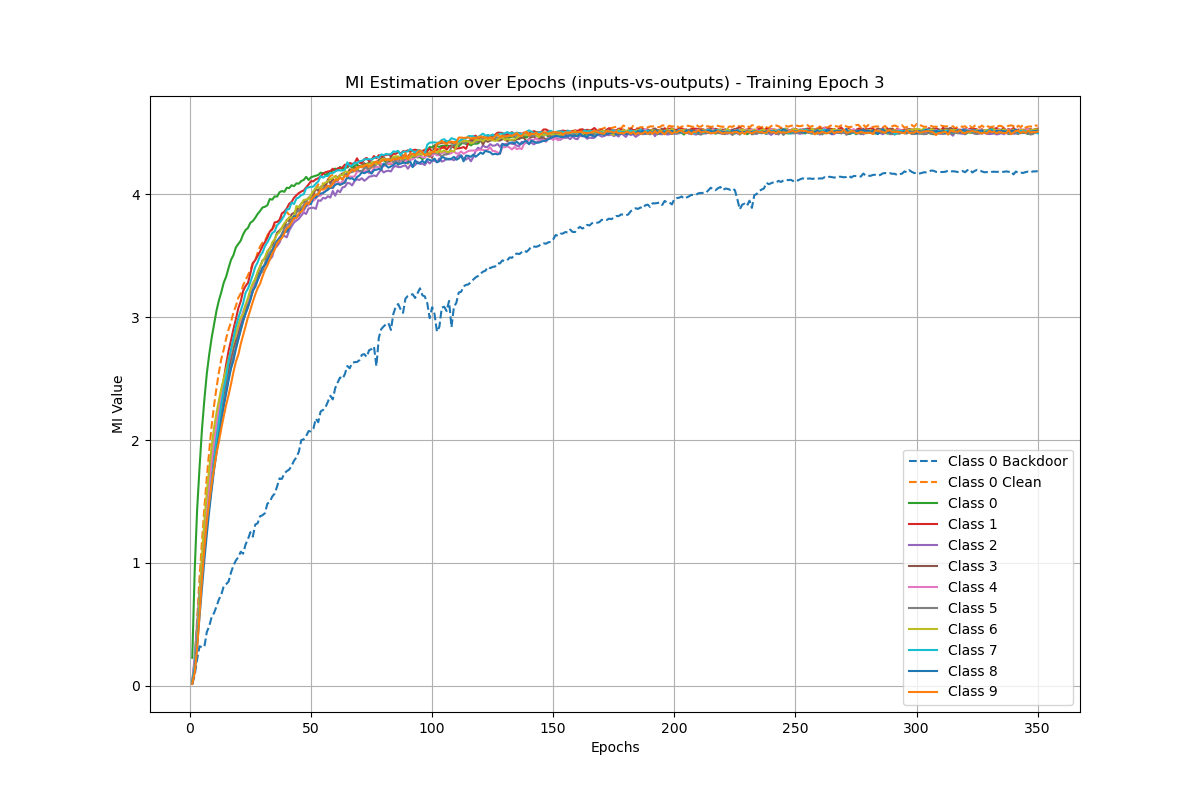 MI Estimation over Epochs (inputs-vs-outputs) - Training Epoch 3
MI Value
4
3
2
1
0
0 50 100 150 200 250 300 350
Epochs
Class 0 Backdoor
Class 0 Clean
Class 0
Class 1
Class 2
Class 3
Class 4
Class 5
Class 6
Class 7
Class 8
Class 9